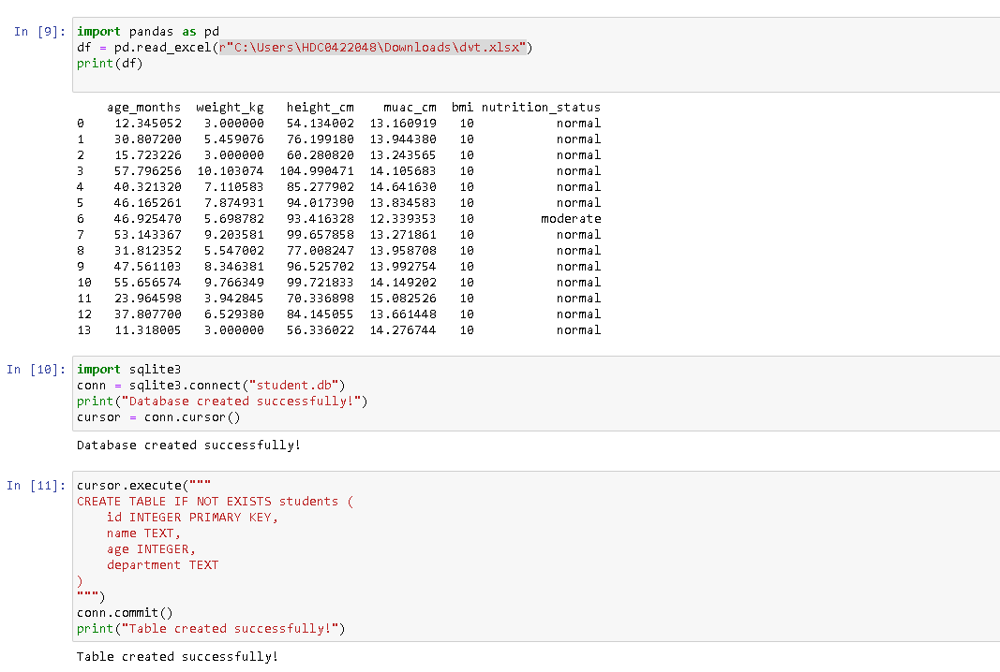 In [9]: import pandas as pd
df = pd.read_excel(r"C:\Users\HDC0422048\Downloads\dvt.xlsx")
print(df)
age_months weight_kg height_cm muac_cm bmi nutrition_status
0 12.345052 3.000000 54.134002 13.160919 10 normal
1 30.807200 5.459076 76.199180 13.944380 10 normal
2 15.723226 3.000000 60.280820 13.243565 10 normal
3 57.796256 10.103074 104.990471 14.105683 10 normal
4 40.321320 7.110583 85.277902 14.641630 10 normal
5 46.165261 7.874931 94.017390 13.834583 10 normal
6 46.925470 5.698782 93.416328 12.339353 10 moderate
7 53.143367 9.203581 99.657858 13.271861 10 normal
8 31.812352 5.547002 77.008247 13.958708 10 normal
9 47.561103 8.346381 96.525702 13.992754 10 normal
10 55.656574 9.766349 99.721833 14.149202 10 normal
11 23.964598 3.942845 70.336898 15.082526 10 normal
12 37.807700 6.529380 84.145055 13.661448 10 normal
13 11.318005 3.000000 56.336022 14.276744 10 normal
In [10]: import sqlite3
conn = sqlite3.connect("student.db")
print("Database created successfully!")
cursor = conn.cursor()
Database created successfully!
In [11]: cursor.execute("""
CREATE TABLE IF NOT EXISTS students (
id INTEGER PRIMARY KEY,
name TEXT,
age INTEGER,
department TEXT
)
""")
conn.commit()
print("Table created successfully!")
Table created successfully!